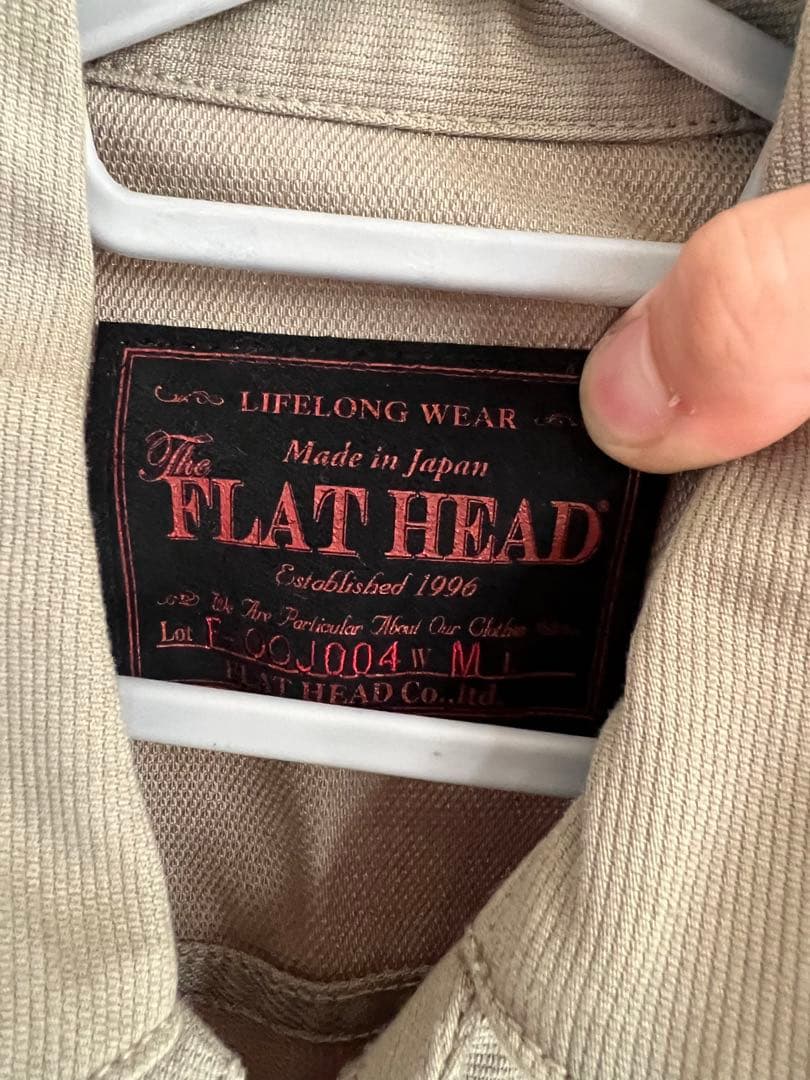 LIFELONG WEAR
Made in Japan
The
FLAT HEAD®
Established 1996
We Are Particular About Our Clothes
Lot F-09J004 W M L
FLAT HEAD Co.,ltd.